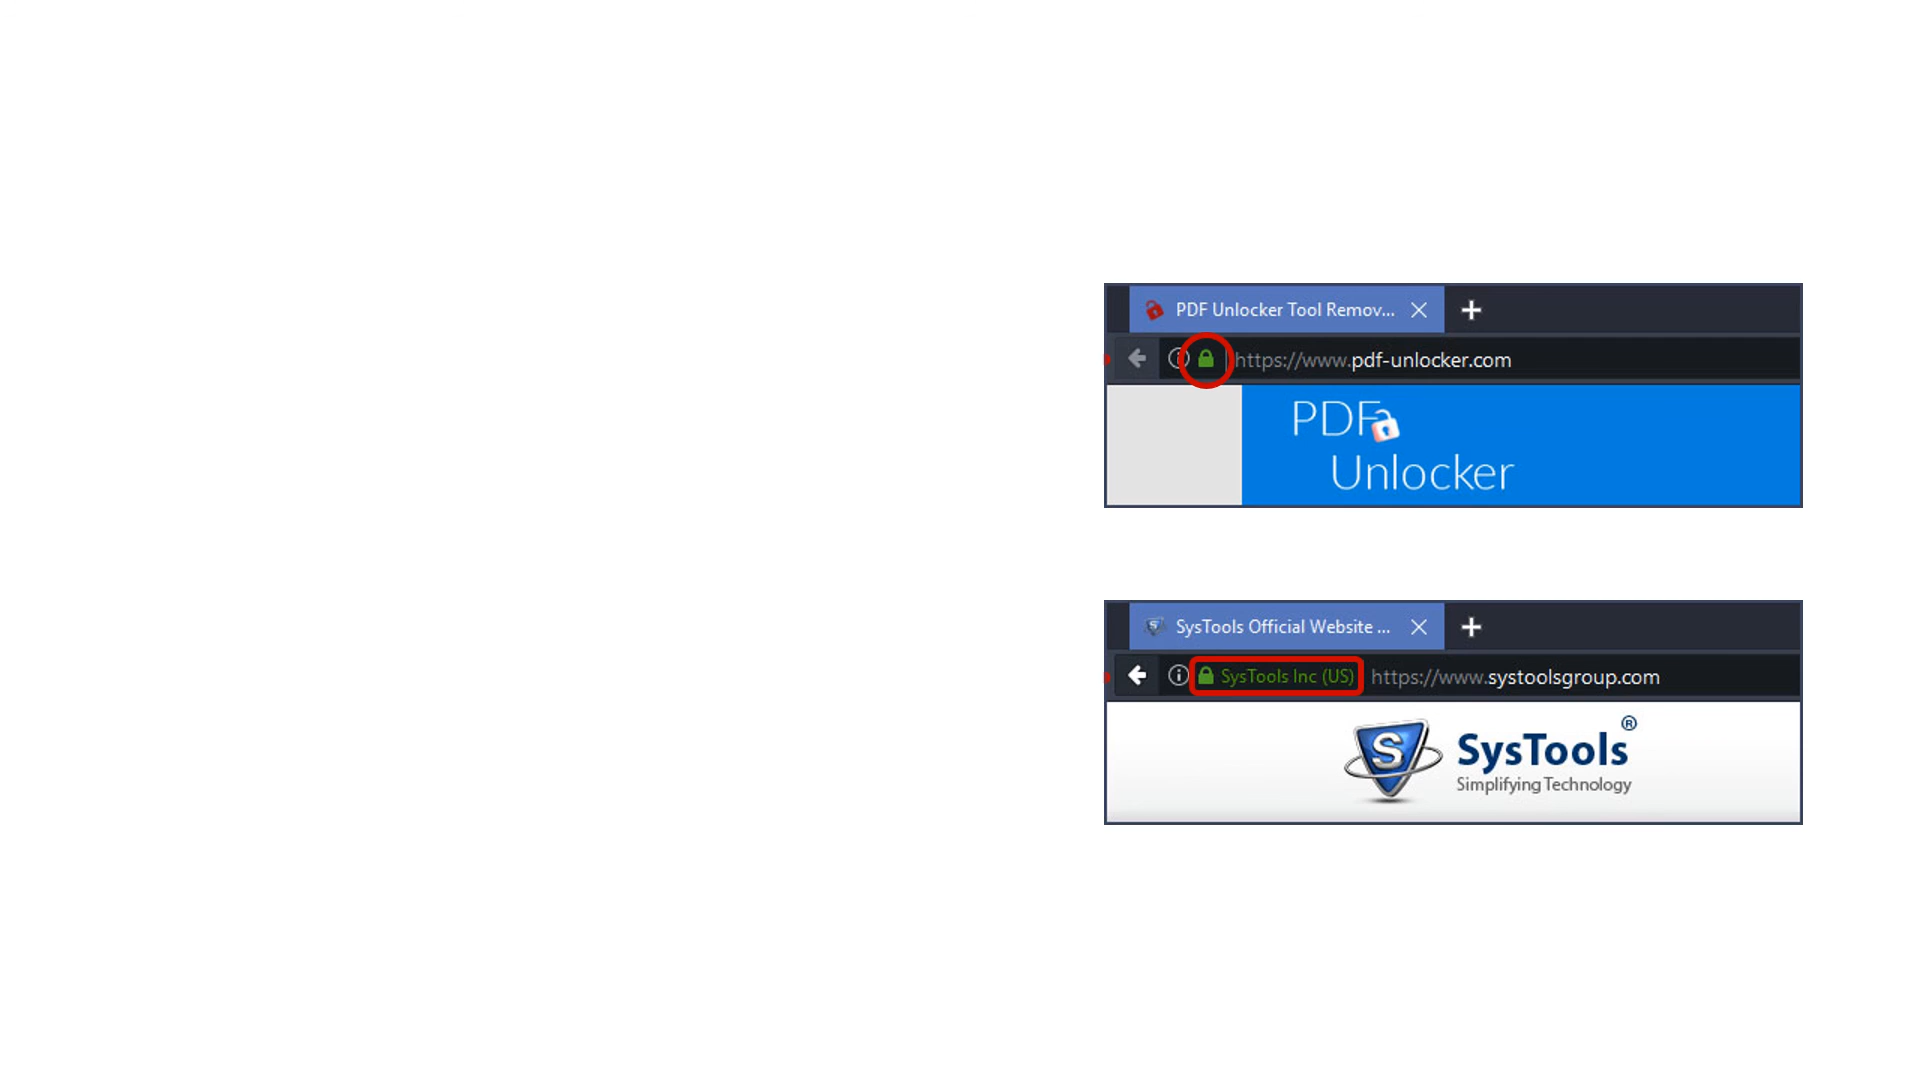 PDF Unlocker Tool Remov...
https://www.pdf-unlocker.com
PDF
Unlocker
SysTools Official Website ...
SysTools Inc (US) https://www.systoolsgroup.com
S SysTools®
Simplifying Technology